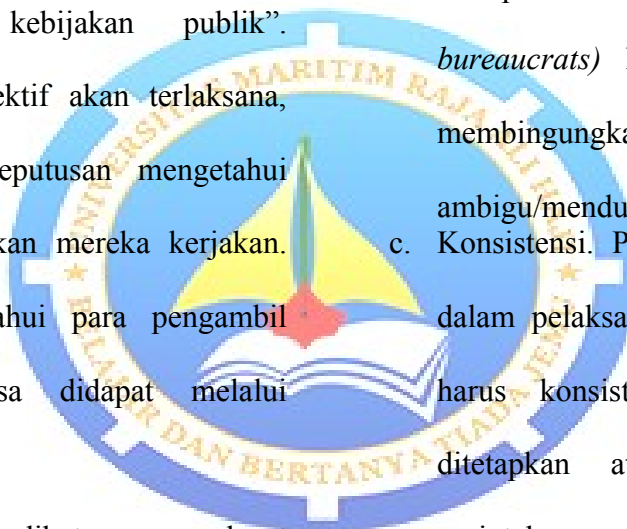 kebijakan publik”.
ektif akan terlaksana,
eputusan mengetahui
kan mereka kerjakan.
ahui para pengambil
sa didapat melalui
bureaucrats)
membingungka
ambigu/mendu
c. Konsistensi. P
dalam pelaksa
harus konsist
ditetapkan a
UNIVERSITAS MARITIM RAJA ALI HAJI
BELAJAR DAN BERTANYA TIADA JEMU